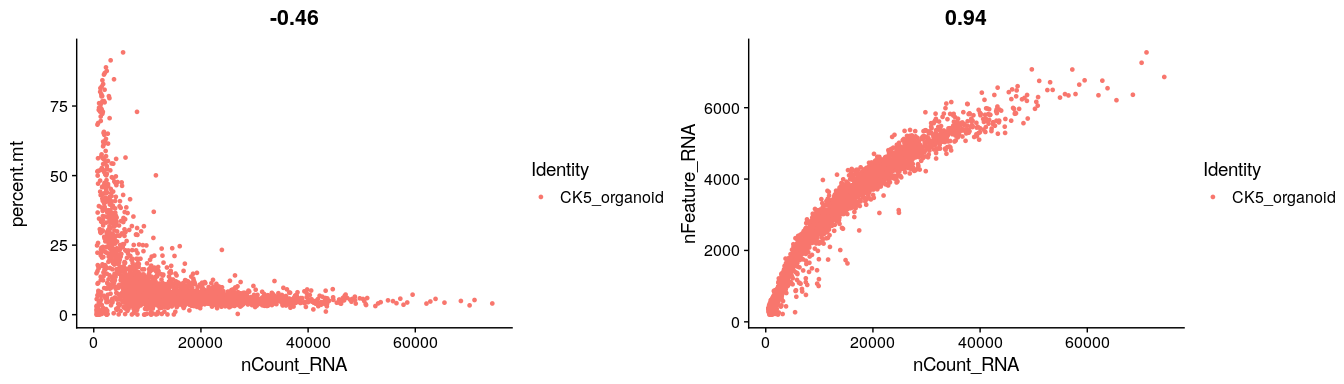 -0.46
percent.mt
75
50
25
0
0
20000
40000
60000
nCount_RNA
Identity
CK5_organoid
0.94
nFeature_RNA
6000
4000
2000
0
0
20000
40000
60000
nCount_RNA
Identity
CK5_organoid